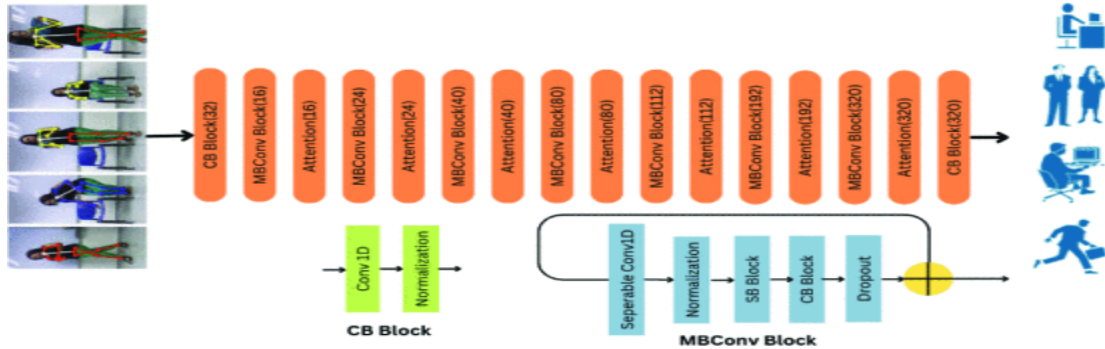 CB Block(32)
MBConv Block(16)
Attention(16)
MBConv Block(24)
Attention(24)
MBConv Block(40)
Attention(40)
MBConv Block(80)
Attention(80)
MBConv Block(112)
Attention(112)
MBConv Block(192)
Attention(192)
MBConv Block(320)
Attention(320)
CB Block(320)
Conv 1D
Normalization
CB Block
Seperable Conv1D
Normalization
SB Block
CB Block
Dropout
MBConv Block